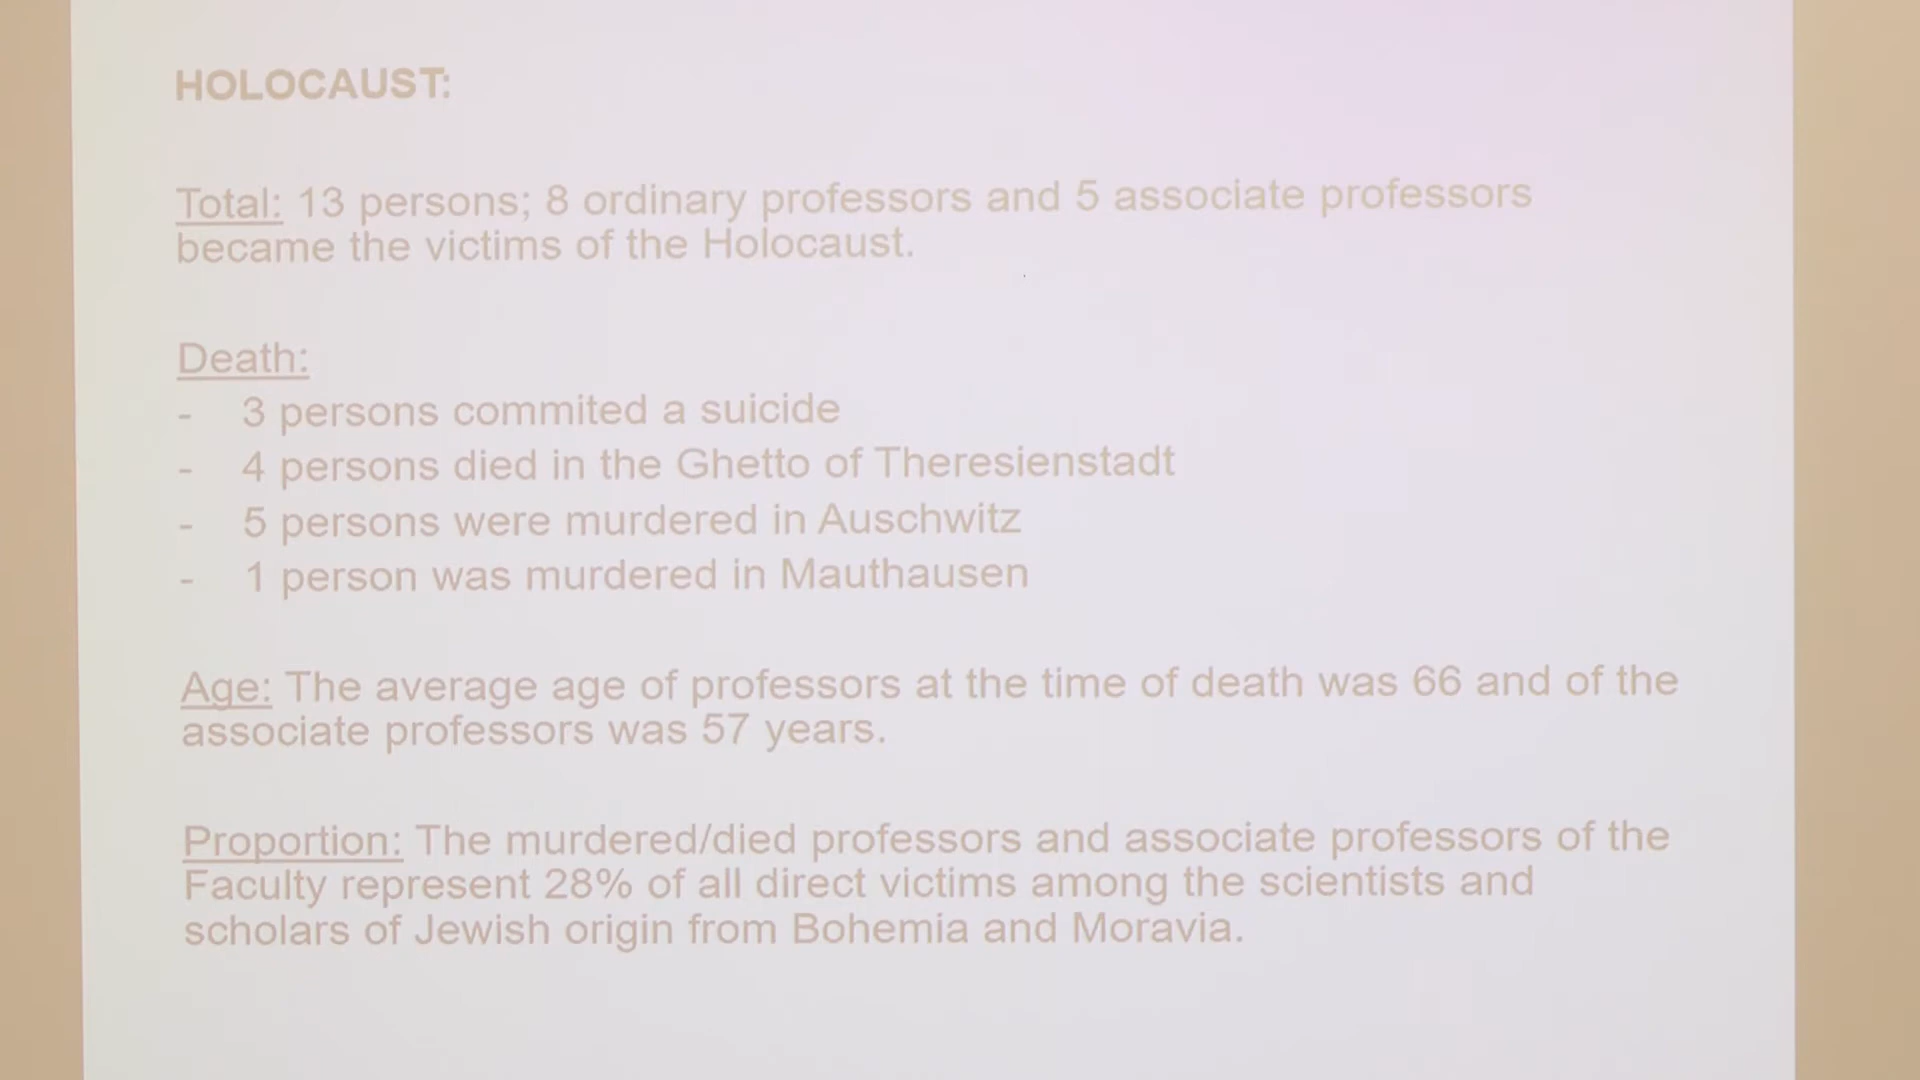 HOLOCAUST:
Total: 13 persons; 8 ordinary professors and 5 associate professors
became the victims of the Holocaust.
Death:
- 3 persons commited a suicide
- 4 persons died in the Ghetto of Theresienstadt
- 5 persons were murdered in Auschwitz
- 1 person was murdered in Mauthausen
Age: The average age of professors at the time of death was 66 and of the
associate professors was 57 years.
Proportion: The murdered/died professors and associate professors of the
Faculty represent 28% of all direct victims among the scientists and
scholars of Jewish origin from Bohemia and Moravia.